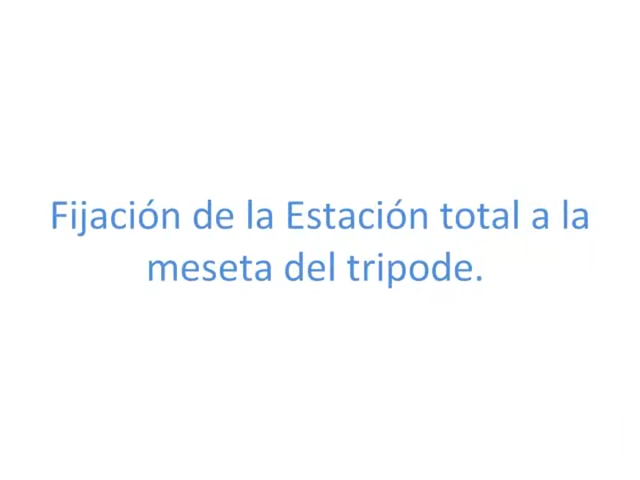 Fijación de la Estación total a la
meseta del tripode.